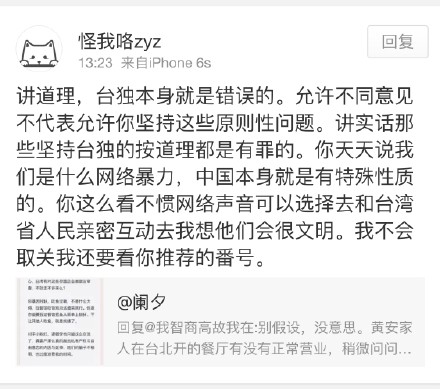 怪我咯zyz
回复
13:23 来自iPhone 6s
讲道理，台独本身就是错误的。允许不同意见
不代表允许你坚持这些原则性问题。讲实话那
些坚持台独的按道理都是有罪的。你天天说我
们是什么网络暴力，中国本身就是有特殊性质
的。你这么看不惯网络声音可以选择去和台湾
省人民亲密互动去我想他们会很文明。我不会
取关我还要看你推荐的番号。
@阑夕
回复@我智商高故我在:别假设，没意思。黄安家
人在台北开的餐厅有没有正常营业，稍微问问...